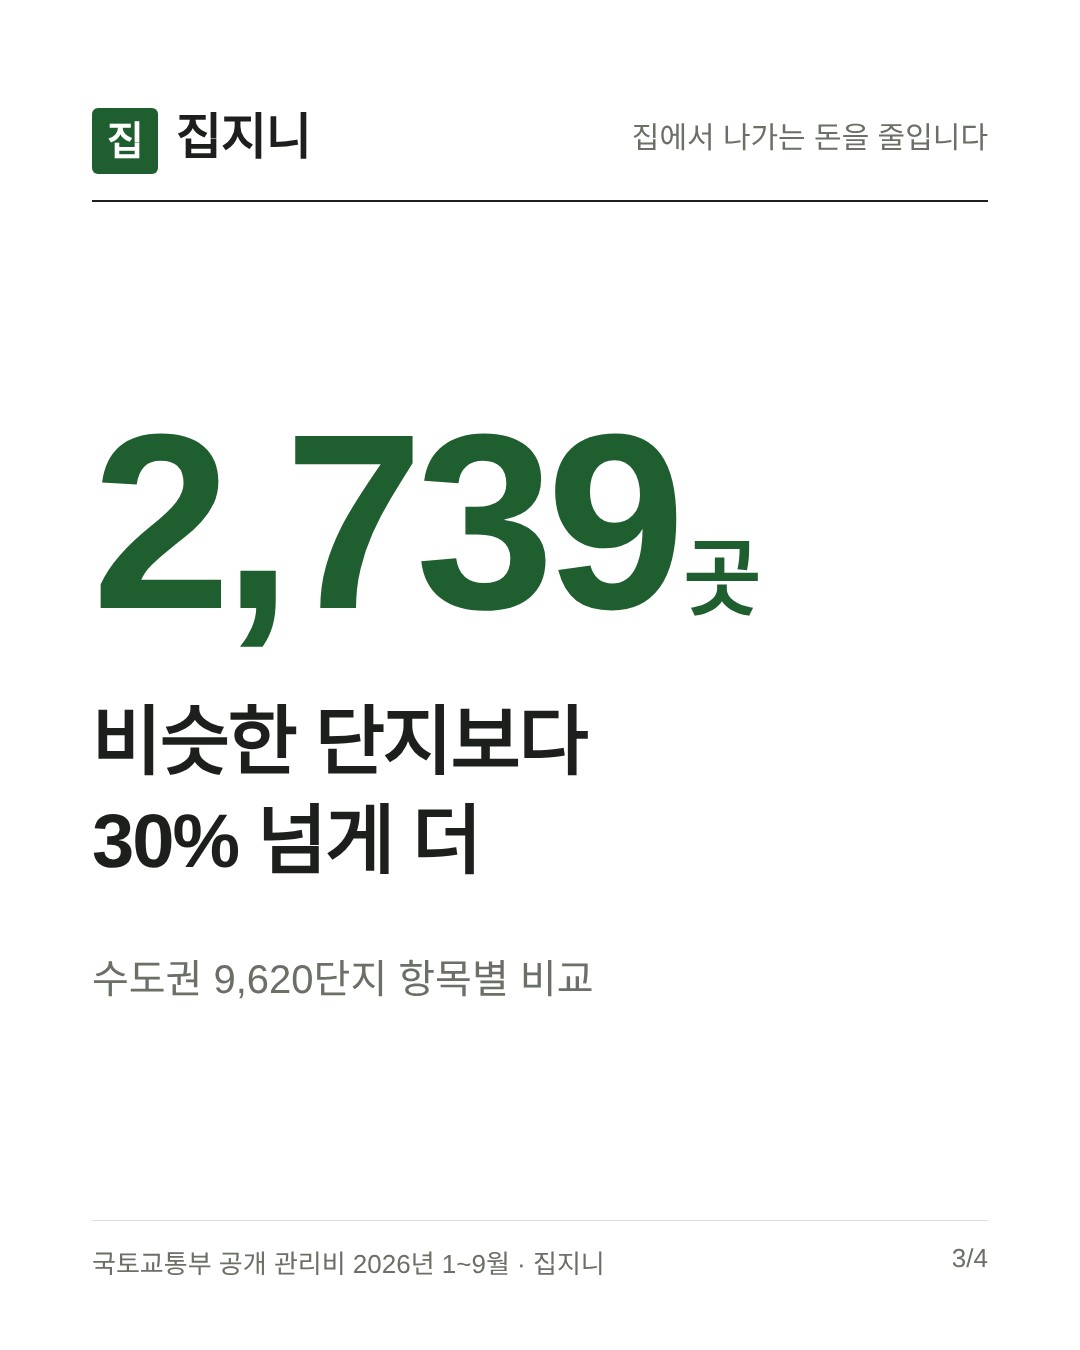 집 집지니
집에서 나가는 돈을 줄입니다
2,739곳
비슷한 단지보다
30% 넘게 더
수도권 9,620단지 항목별 비교
국토교통부 공개 관리비 2026년 1~9월 · 집지니
3/4